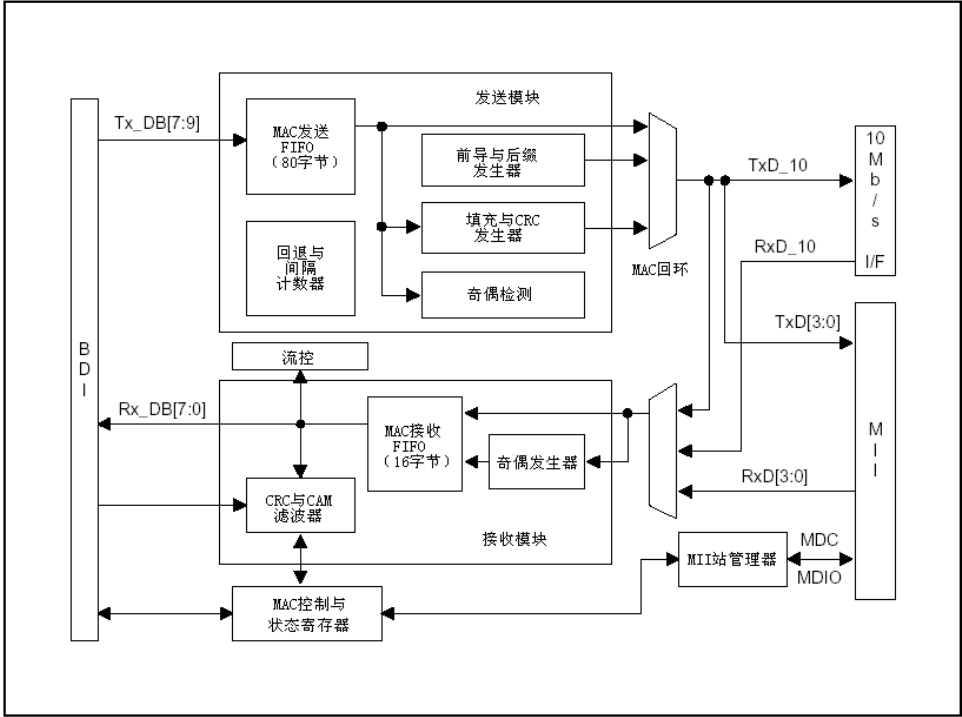 发送模块
Tx_DB[7:9]
MAC发送
FIFO
(80字节)
前导与后缀
发生器
填充与CRC
发生器
奇偶检测
回退与
间隔
计数器
MAC回环
TxD_10
RxD_10
10
M
b
/
s
I/F
TxD[3:0]
B
D
I
流控
Rx_DB[7:0]
MAC接收
FIFO
(16字节)
奇偶发生器
CRC与CAM
滤波器
接收模块
RxD[3:0]
M
I
I
MII站管理器
MDC
MDIO
MAC控制与
状态寄存器